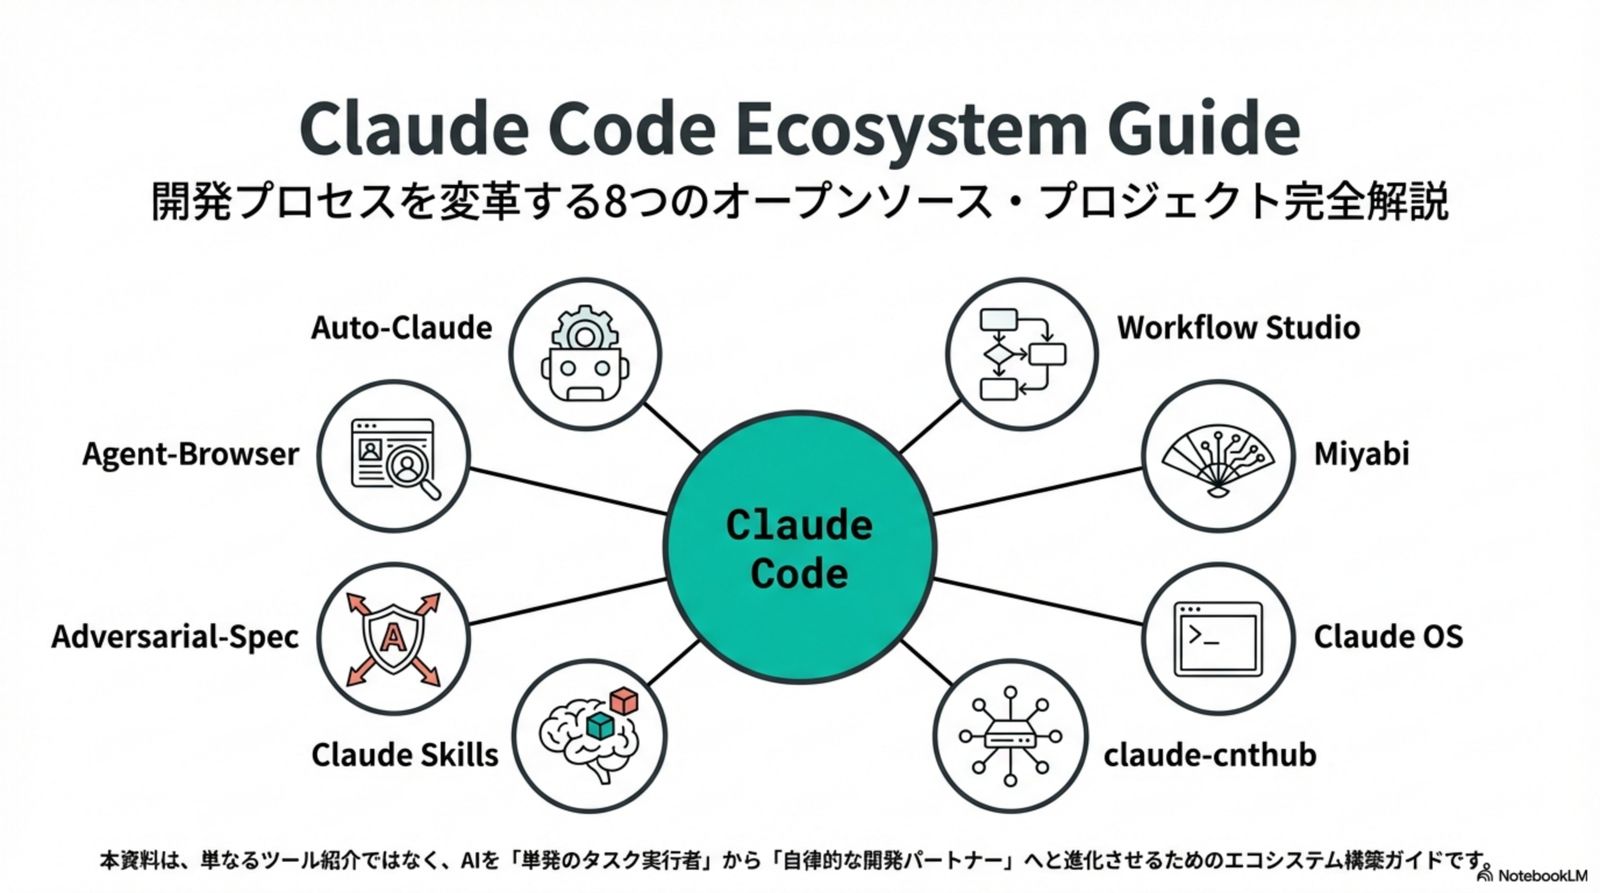 Claude Code Ecosystem Guide
開発プロセスを変革する8つのオープンソース・プロジェクト完全解説
Auto-Claude
Workflow Studio
Agent-Browser
Miyabi
Claude
Code
Adversarial-Spec
A
>_
Claude OS
Claude Skills
claude-cnthub
本資料は、単なるツール紹介ではなく、AIを「単発のタスク実行者」から「自律的な開発パートナー」へと進化させるためのエコシステム構築ガイドです。
NotebookLM